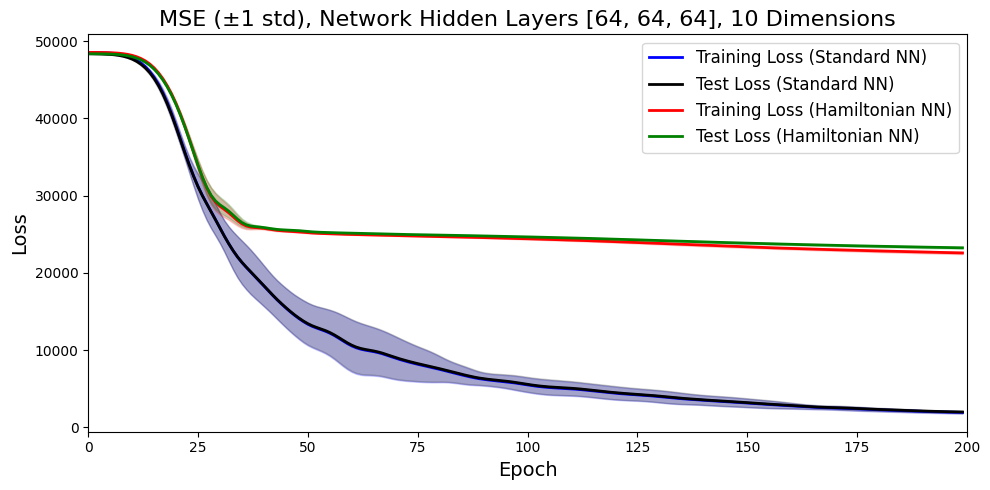 MSE (±1 std), Network Hidden Layers [64, 64, 64], 10 Dimensions
Loss
50000
40000
30000
20000
10000
0
Training Loss (Standard NN)
Test Loss (Standard NN)
Training Loss (Hamiltonian NN)
Test Loss (Hamiltonian NN)
0 25 50 75 100 125 150 175 200
Epoch